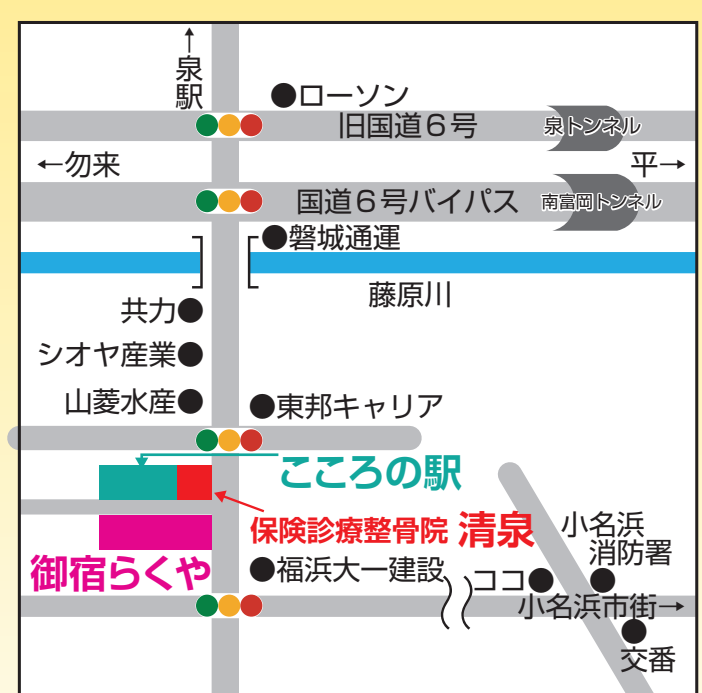 ↑
泉駅
●ローソン
旧国道6号
泉トンネル
←勿来
平→
国道6号バイパス
南富岡トンネル
●磐城通運
藤原川
共力●
シオヤ産業●
山菱水産●
●東邦キャリア
こころの駅
保険診療整骨院 清泉
御宿らくや
●福浜大一建設
ココ●
小名浜
消防署
小名浜市街→
交番